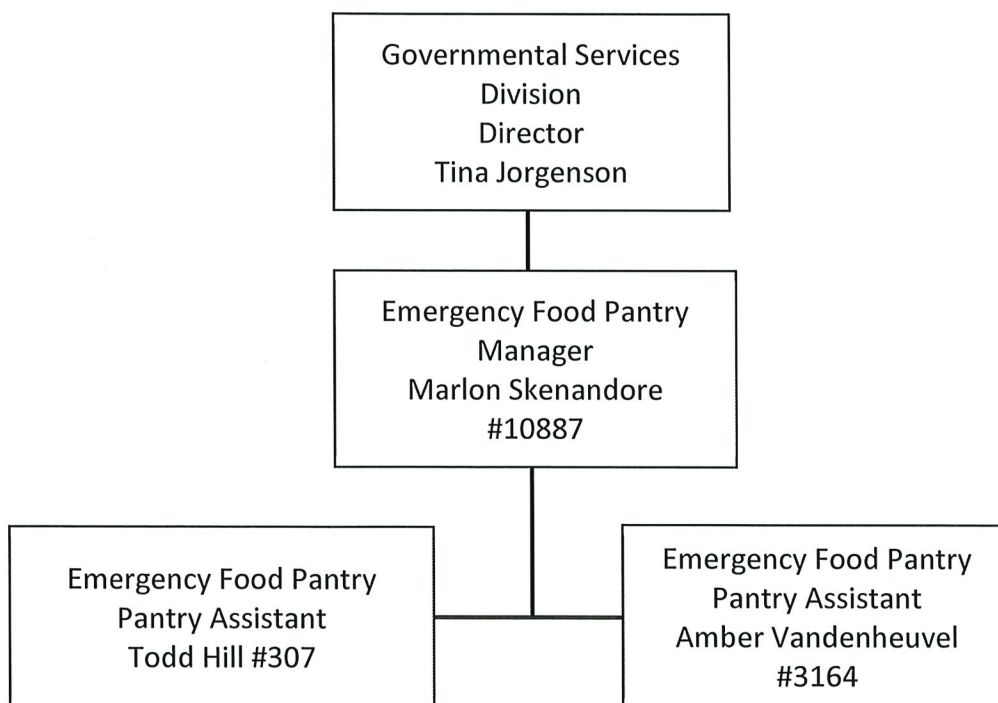 Governmental Services
Division
Director
Tina Jorgenson
Emergency Food Pantry
Manager
Marlon Skenandore
#10887
Emergency Food Pantry
Pantry Assistant
Todd Hill #307
Emergency Food Pantry
Pantry Assistant
Amber Vandenheuvel
#3164